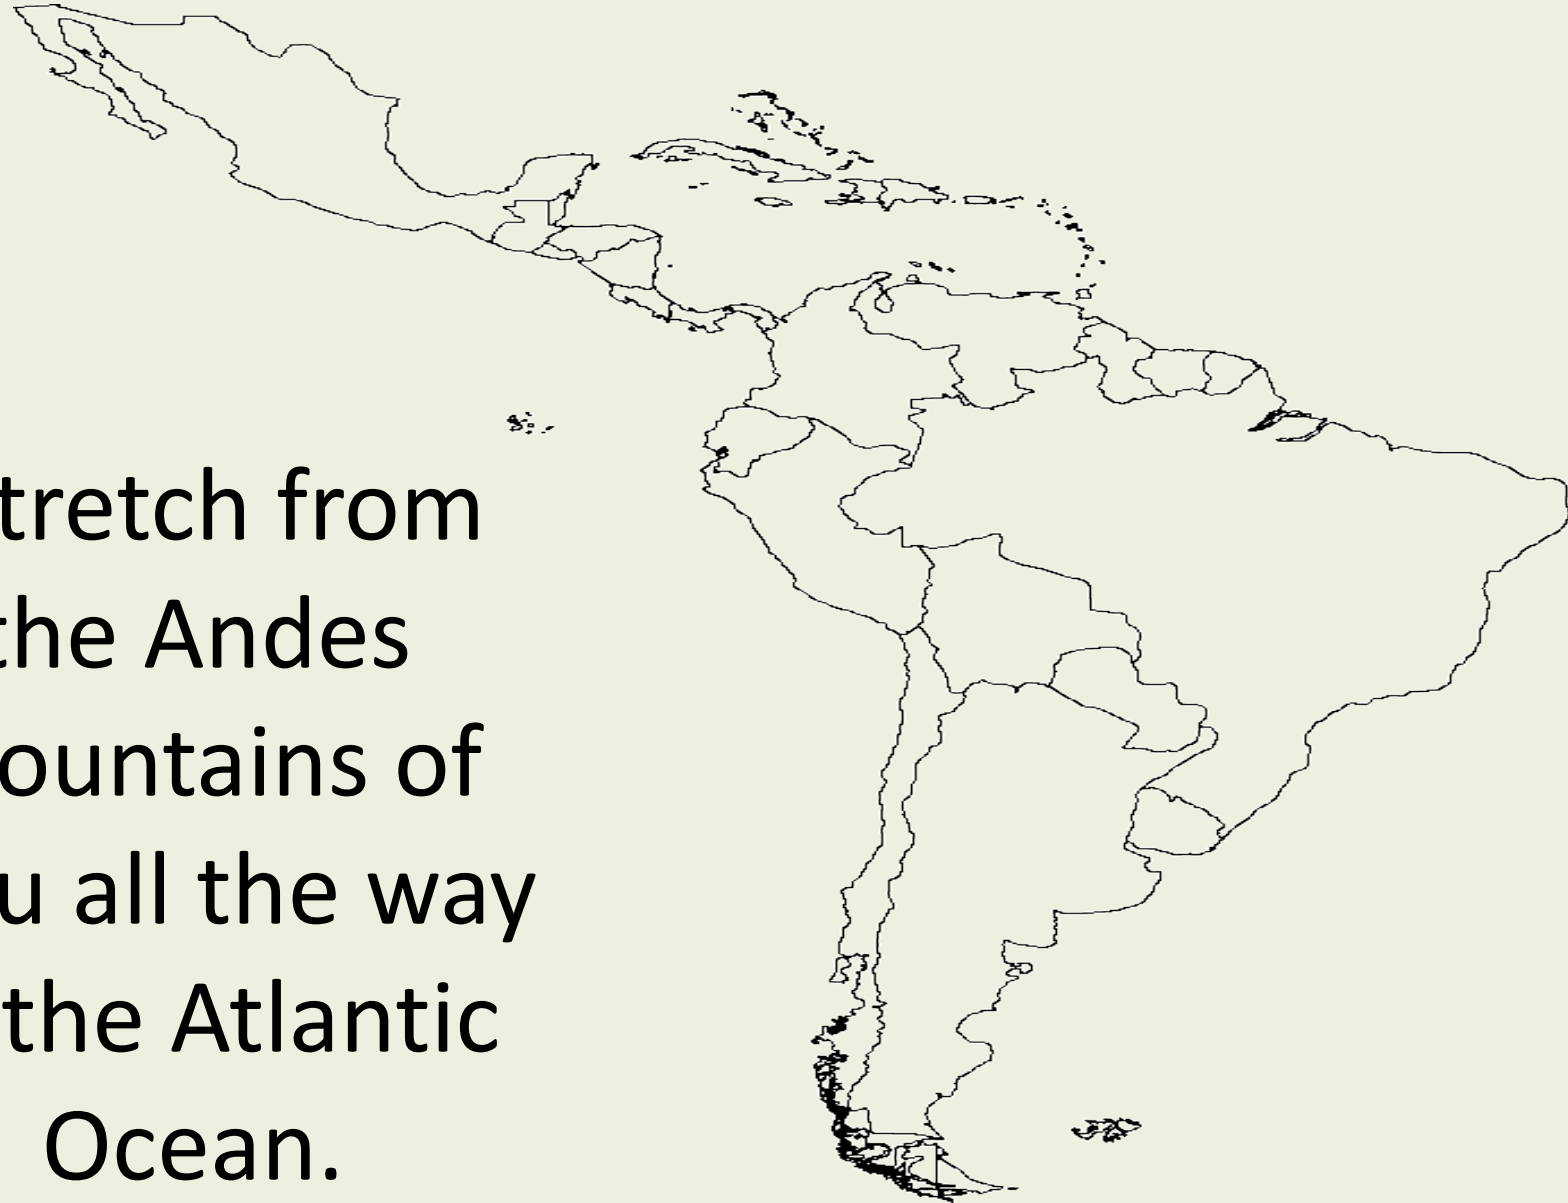 tretch from
the Andes
ountains of
u all the way
the Atlantic
Ocean.